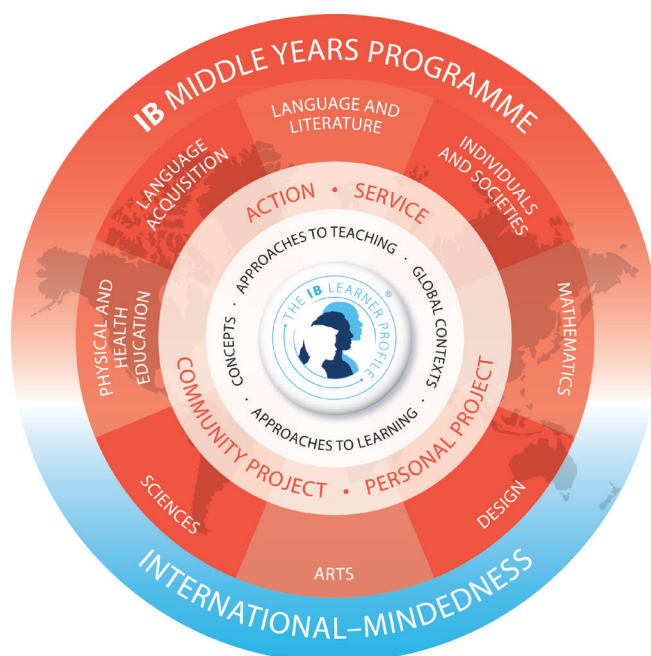 IB MIDDLE YEARS PROGRAMME
LANGUAGE AND
LITERATURE
INDIVIDUALS
AND SOCIETIES
MATHEMATICS
DESIGN
ARTS
SCIENCES
PHYSICAL AND
HEALTH
EDUCATION
LANGUAGE
ACQUISITION
ACTION • SERVICE
PERSONAL PROJECT • COMMUNITY PROJECT
APPROACHES TO TEACHING · GLOBAL CONTEXTS · APPROACHES TO LEARNING · CONCEPTS ·
THE IB LEARNER PROFILE ®
INTERNATIONAL–MINDEDNESS